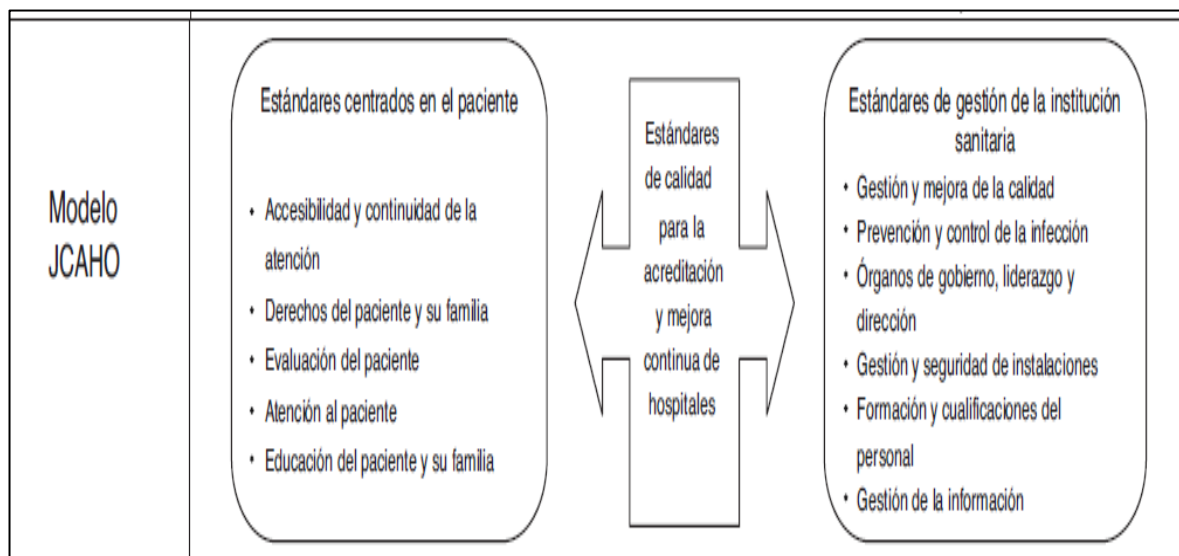 Modelo
JCAHO
Estándares centrados en el paciente
• Accesibilidad y continuidad de la
atención
• Derechos del paciente y su familia
• Evaluación del paciente
• Atención al paciente
• Educación del paciente y su familia
Estándares
de calidad
para la
acreditación
y mejora
continua de
hospitales
Estándares de gestión de la institución
sanitaria
• Gestión y mejora de la calidad
• Prevención y control de la infección
• Órganos de gobierno, liderazgo y
dirección
• Gestión y seguridad de instalaciones
• Formación y cualificaciones del
personal
• Gestión de la información